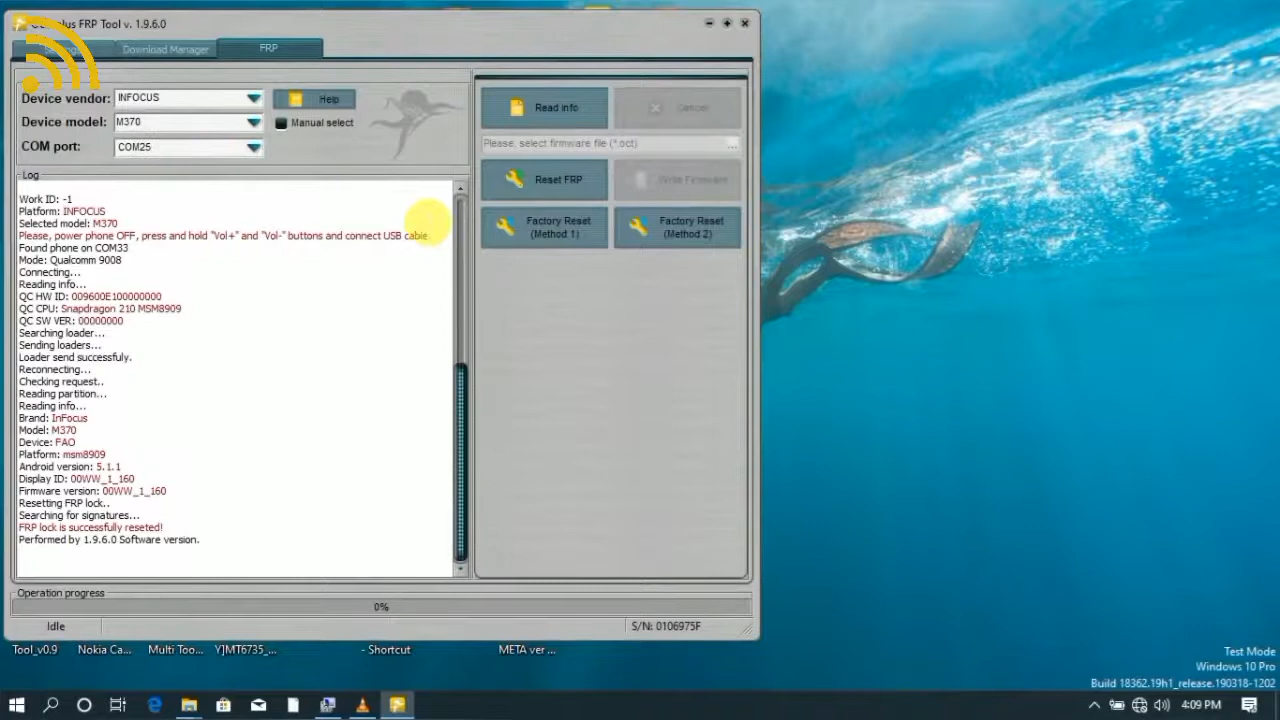 FRP Tool v. 1.9.6.0
Download Manager
FRP
Device vendor: INFOCUS
Help
Device model: M370
Manual select
COM port: COM25
Read info
Cancel
Please, select firmware file (*.oct)
...
Reset FRP
Write Firmware
Factory Reset
(Method 1)
Factory Reset
(Method 2)
Log
Work ID: -1
Platform: INFOCUS
Selected model: M370
Please, power phone OFF, press and hold "Vol+" and "Vol-" buttons and connect USB cable.
Found phone on COM33
Mode: Qualcomm 9008
Connecting...
Reading info...
QC HW ID: 009600E100000000
QC CPU: Snapdragon 210 MSM8909
QC SW VER: 00000000
Searching loader...
Sending loaders...
Loader send successfuly.
Reconnecting...
Checking request..
Reading partition...
Reading info...
Brand: InFocus
Model: M370
Device: FAO
Platform: msm8909
Android version: 5.1.1
Display ID: 00WW_1_160
Firmware version: 00WW_1_160
Resetting FRP lock..
Searching for signatures...
FRP lock is successfully reseted!
Performed by 1.9.6.0 Software version.
Operation progress
0%
Idle
S/N: 0106975F
Tool_v0.9
Nokia Ca...
Multi Too...
YJMT6735_...
- Shortcut
META ver ...
Test Mode
Windows 10 Pro
Build 18362.19h1_release.190318-1202
4:09 PM